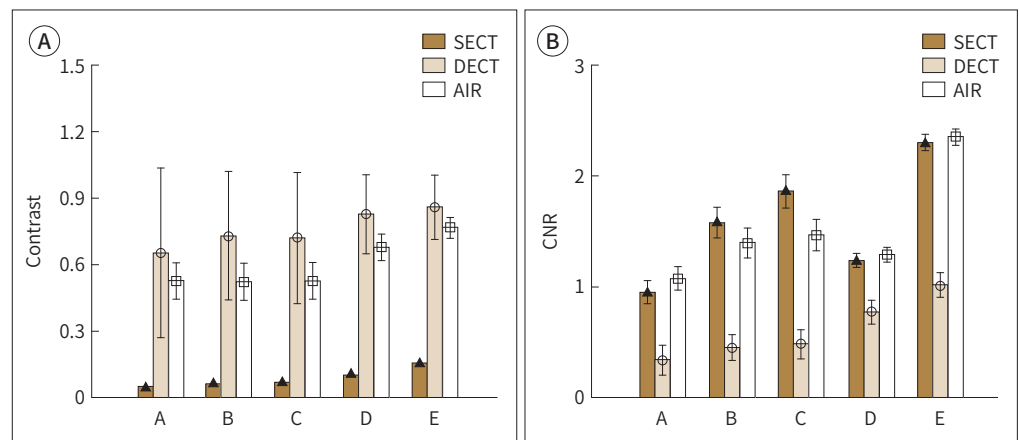 A
SECT
DECT
AIR
1.5
1.2
0.9
0.6
0.3
0
Contrast
A B C D E
B
SECT
DECT
AIR
3
2
1
0
CNR
A B C D E